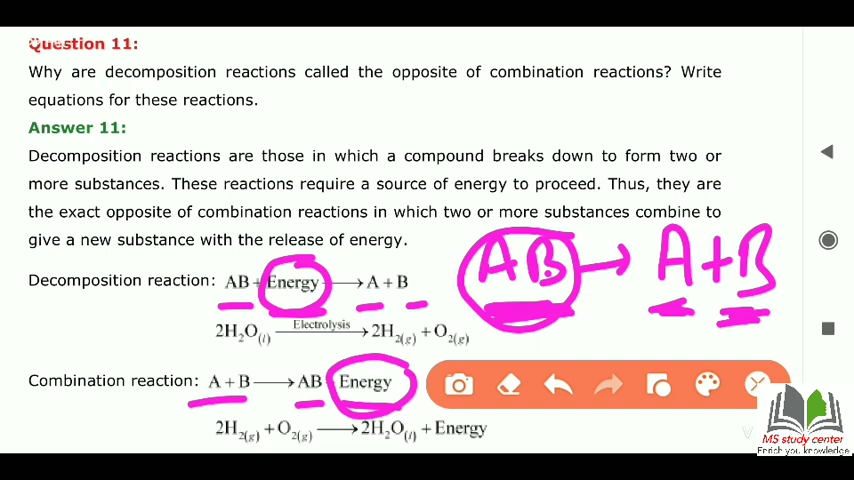 Question 11:
Why are decomposition reactions called the opposite of combination reactions? Write
equations for these reactions.
Answer 11:
Decomposition reactions are those in which a compound breaks down to form two or
more substances. These reactions require a source of energy to proceed. Thus, they are
the exact opposite of combination reactions in which two or more substances combine to
give a new substance with the release of energy.
AB → A + B
Decomposition reaction: AB + Energy ⟶ A + B
2H₂O(l) —Electrolysis→ 2H₂(g) + O₂(g)
Combination reaction: A + B ⟶ AB Energy
2H₂(g) + O₂(g) ⟶ 2H₂O(l) + Energy
MS study center
Enrich you knowledge